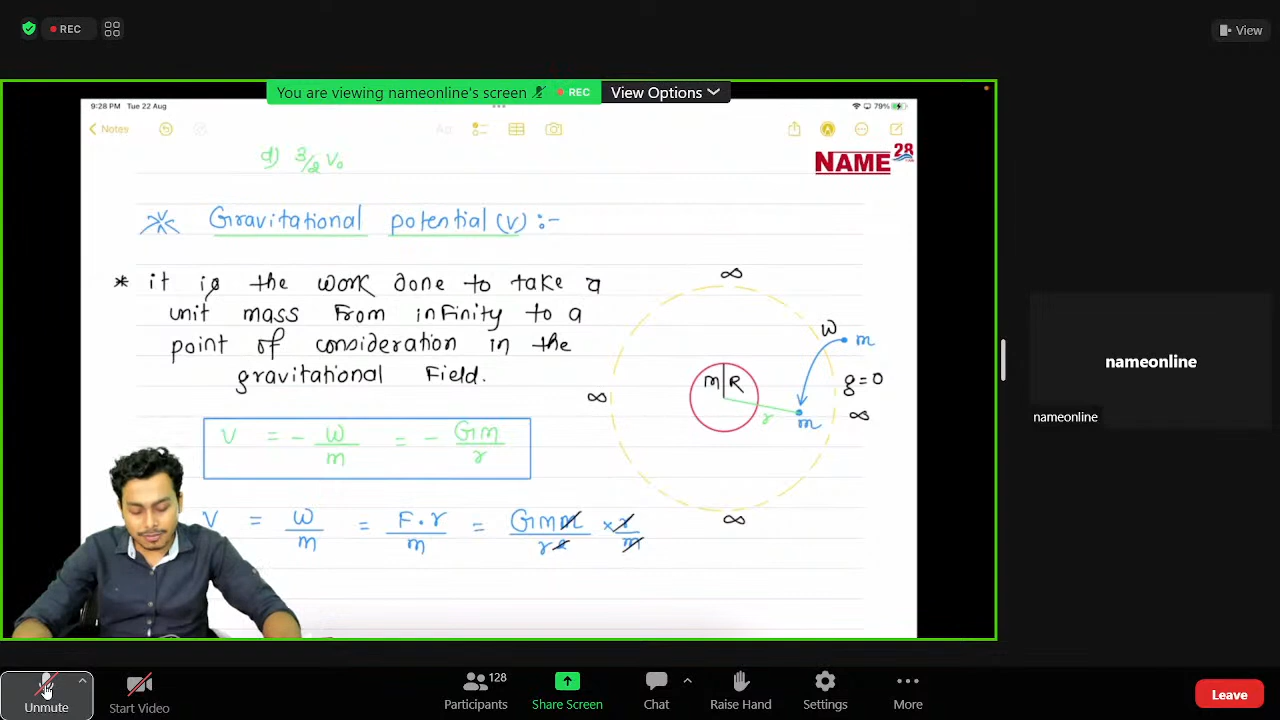 REC
View
You are viewing nameonline's screen
REC
View Options
9:28 PM Tue 22 Aug
79%
Notes
Aa
d) 3/2 V₀
NAME 28
Gravitational potential (V) :-
* it is the work done to take a
unit mass From infinity to a
point of consideration in the
gravitational Field.
V = - W/m = - Gm/r
V = W/m = F . r/m = Gmm/r² × r/m
∞
W
m
m R
g = 0
∞
r
m
∞
∞
nameonline
nameonline
Unmute
Start Video
128
Participants
Share Screen
Chat
Raise Hand
Settings
More
Leave